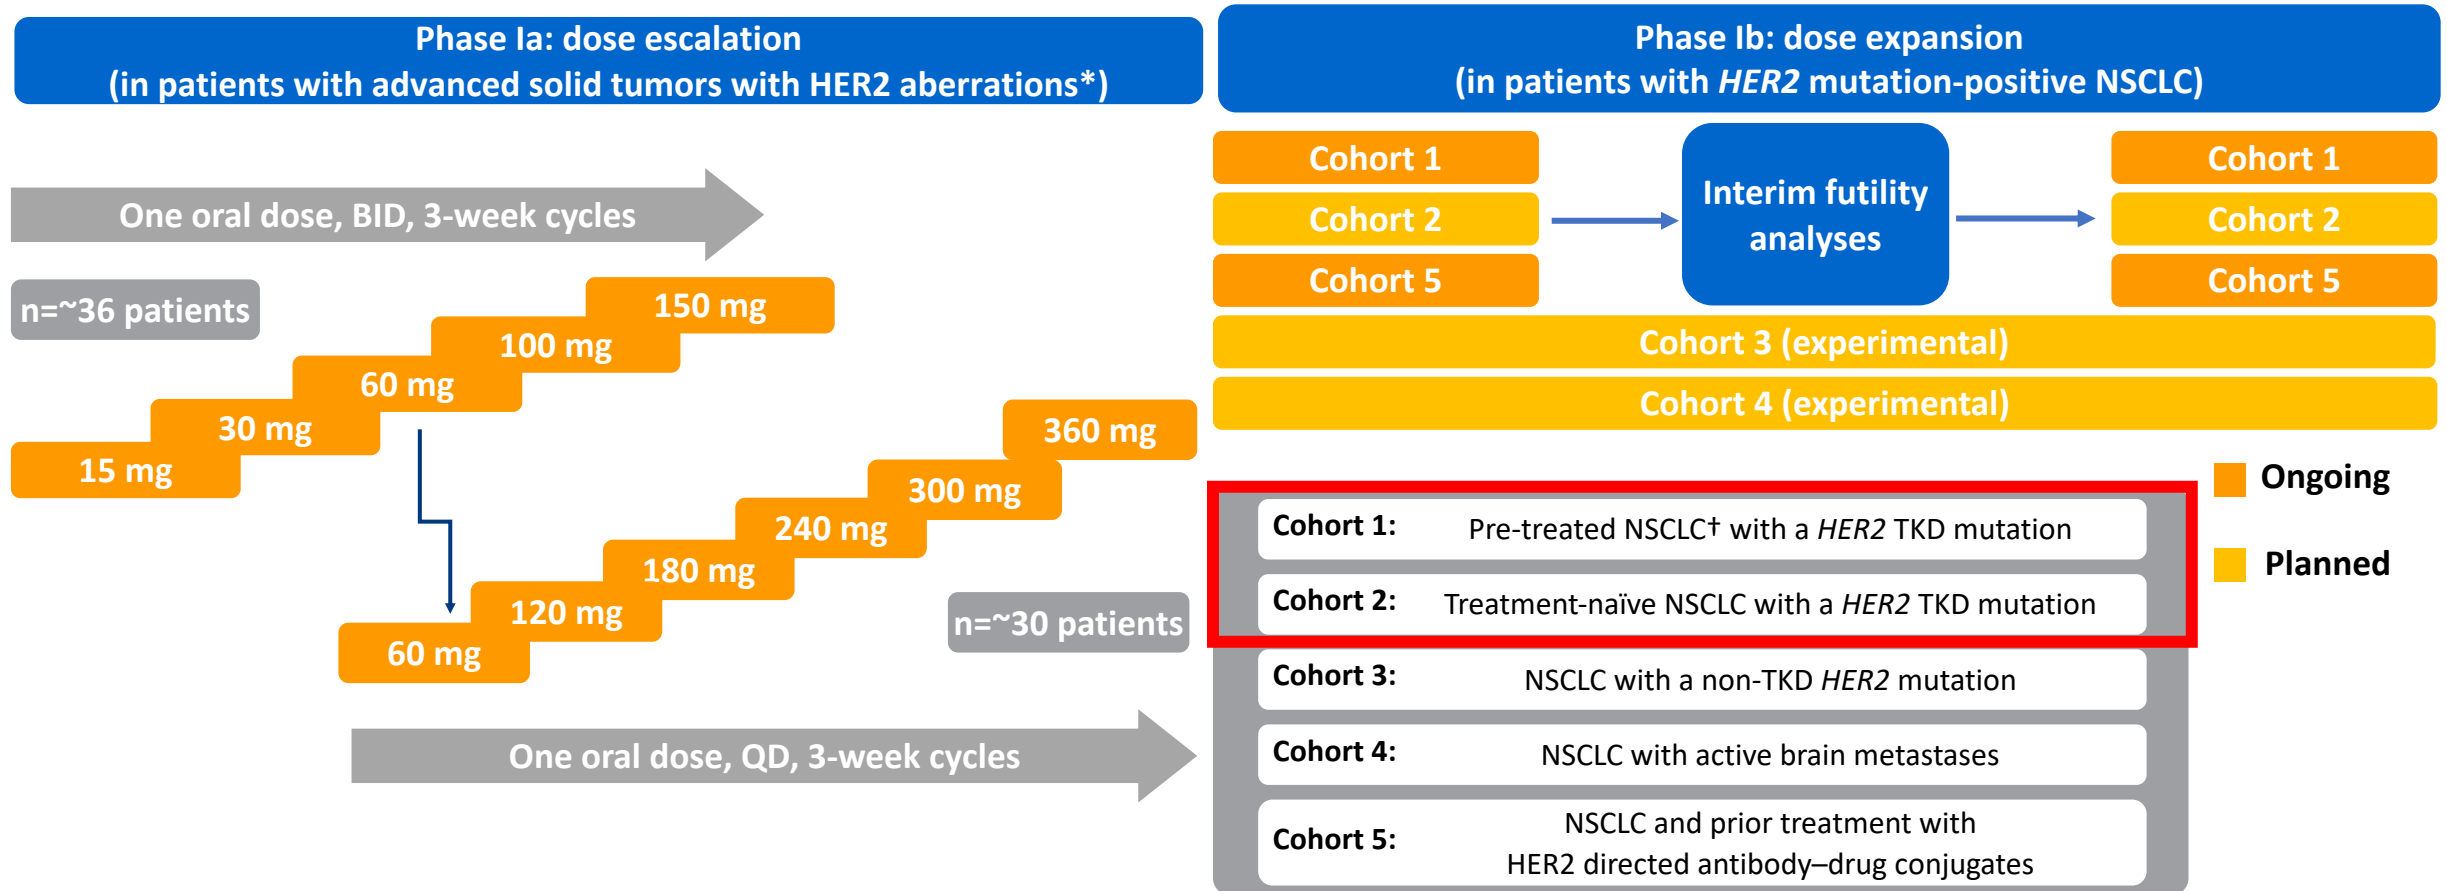 Phase Ia: dose escalation
(in patients with advanced solid tumors with HER2 aberrations*)
One oral dose, BID, 3-week cycles
n=~36 patients
150 mg
100 mg
60 mg
30 mg
15 mg
360 mg
300 mg
240 mg
180 mg
120 mg
60 mg
n=~30 patients
One oral dose, QD, 3-week cycles
Phase Ib: dose expansion
(in patients with HER2 mutation-positive NSCLC)
Cohort 1
Cohort 2
Cohort 5
Interim futility
analyses
Cohort 1
Cohort 2
Cohort 5
Cohort 3 (experimental)
Cohort 4 (experimental)
Ongoing
Planned
Cohort 1: Pre-treated NSCLC† with a HER2 TKD mutation
Cohort 2: Treatment-naïve NSCLC with a HER2 TKD mutation
Cohort 3: NSCLC with a non-TKD HER2 mutation
Cohort 4: NSCLC with active brain metastases
Cohort 5: NSCLC and prior treatment with
HER2 directed antibody–drug conjugates